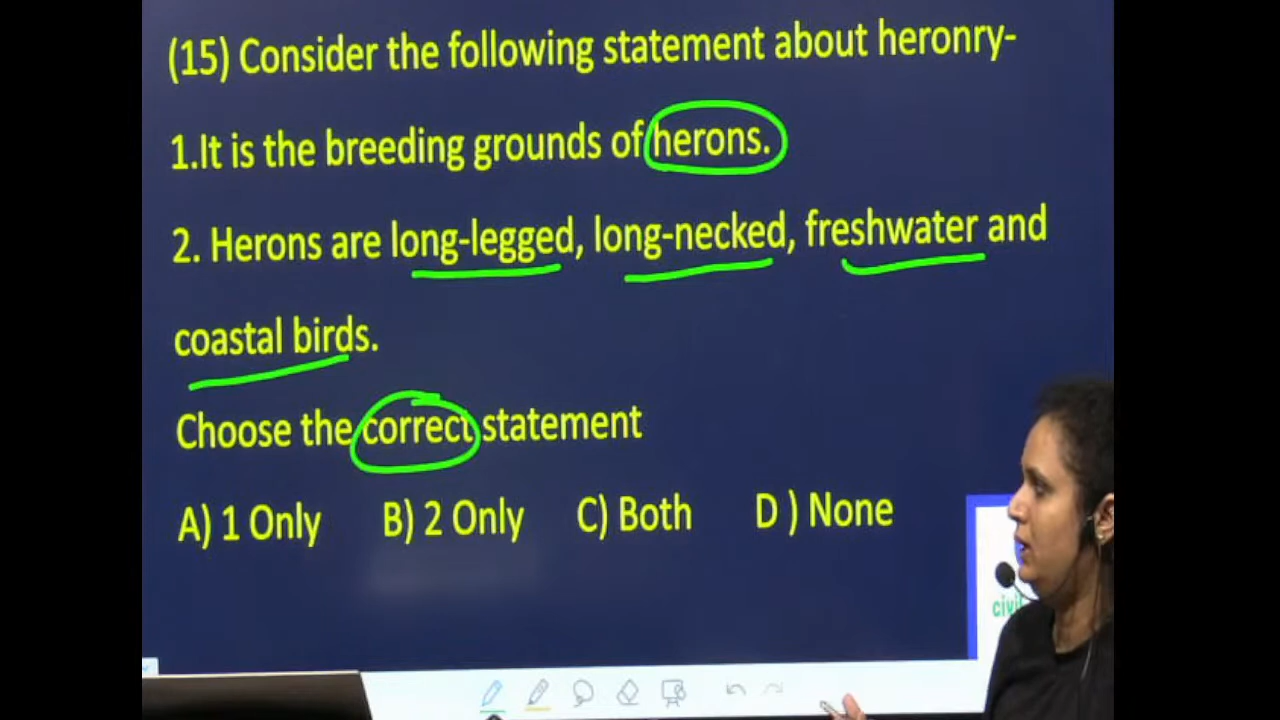 (15) Consider the following statement about heronry-
1.It is the breeding grounds of herons.
2. Herons are long-legged, long-necked, freshwater and
coastal birds.
Choose the correct statement
A) 1 Only B) 2 Only C) Both D ) None
civil